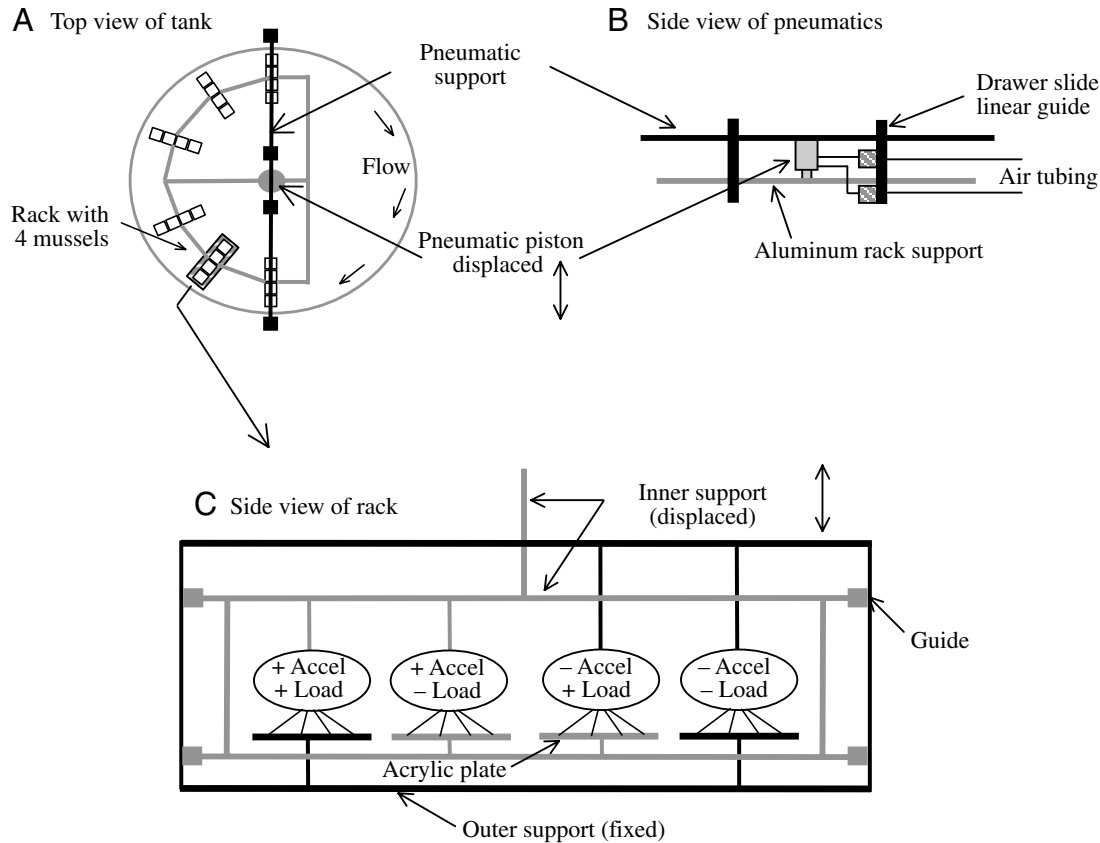 A Top view of tank
Pneumatic
support
Flow
Rack with
4 mussels
Pneumatic piston
displaced
B Side view of pneumatics
Drawer slide
linear guide
Air tubing
Aluminum rack support
C Side view of rack
Inner support
(displaced)
Guide
+ Accel
+ Load
+ Accel
– Load
– Accel
+ Load
– Accel
– Load
Acrylic plate
Outer support (fixed)